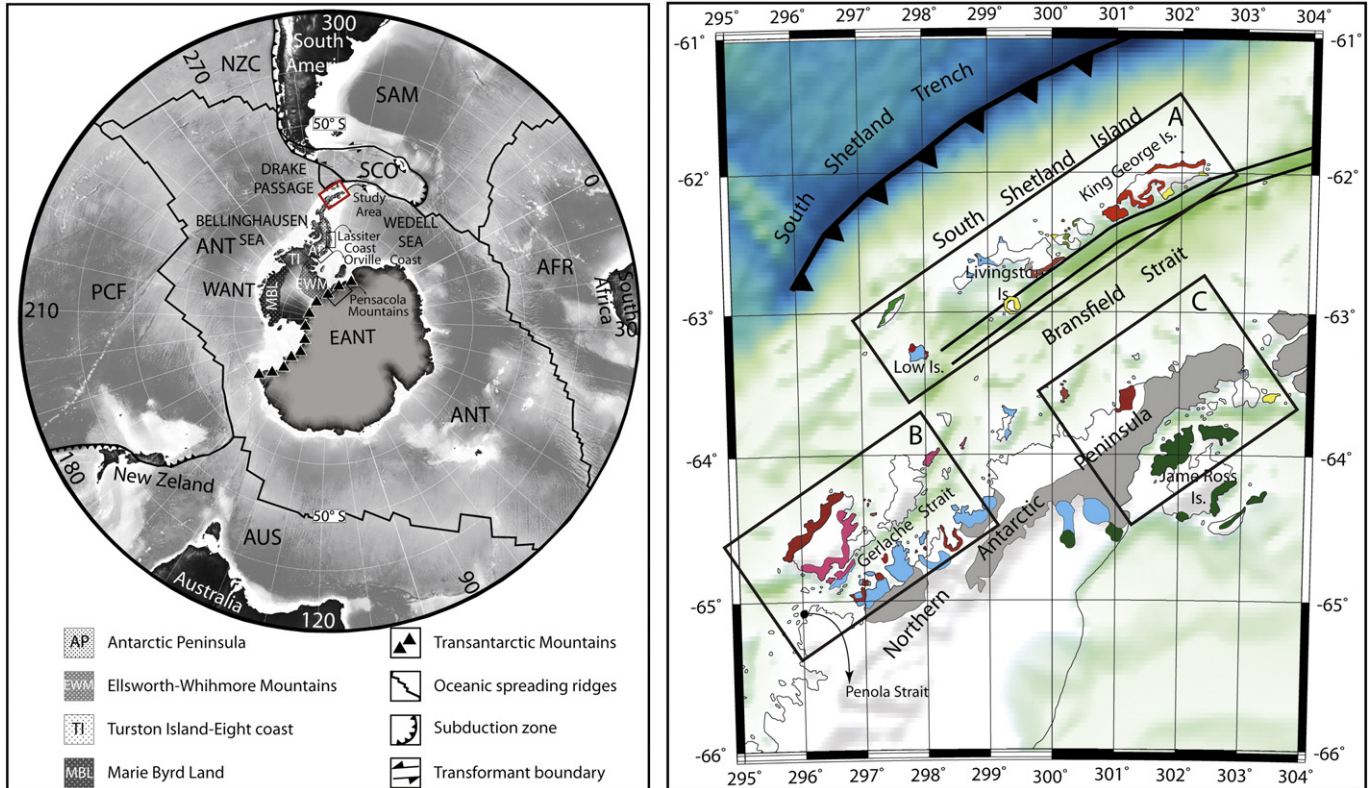 300
South
Ameri
270
NZC
SAM
50° S
SCO
DRAKE
PASSAGE
0
Study
Area
BELLINGHAUSEN
SEA
WEDELL
SEA
ANT
Lassiter
Coast
Orville
Coast
AP
TI
AFR
PCF
WANT
MBL
EWM
Pensacola
Mountains
South
Africa
210
30
EANT
ANT
180
New Zeland
50° S
AUS
90
Australia
120
AP Antarctic Peninsula
EWM Ellsworth-Whihmore Mountains
TI Turston Island-Eight coast
MBL Marie Byrd Land
Transantarctic Mountains
Oceanic spreading ridges
Subduction zone
Transformant boundary
295° 296° 297° 298° 299° 300° 301° 302° 303° 304°
-61° -61°
South Shetland Trench
A
South Shetland Island
King George Is.
-62° -62°
Livingston
Is.
Bransfield Strait
-63° -63°
C
Low Is.
B
Peninsula
-64° -64°
Jame Ross
Is.
Gerlache Strait
Antarctic
-65° -65°
Northern
Penola Strait
-66° -66°
295° 296° 297° 298° 299° 300° 301° 302° 303° 304°